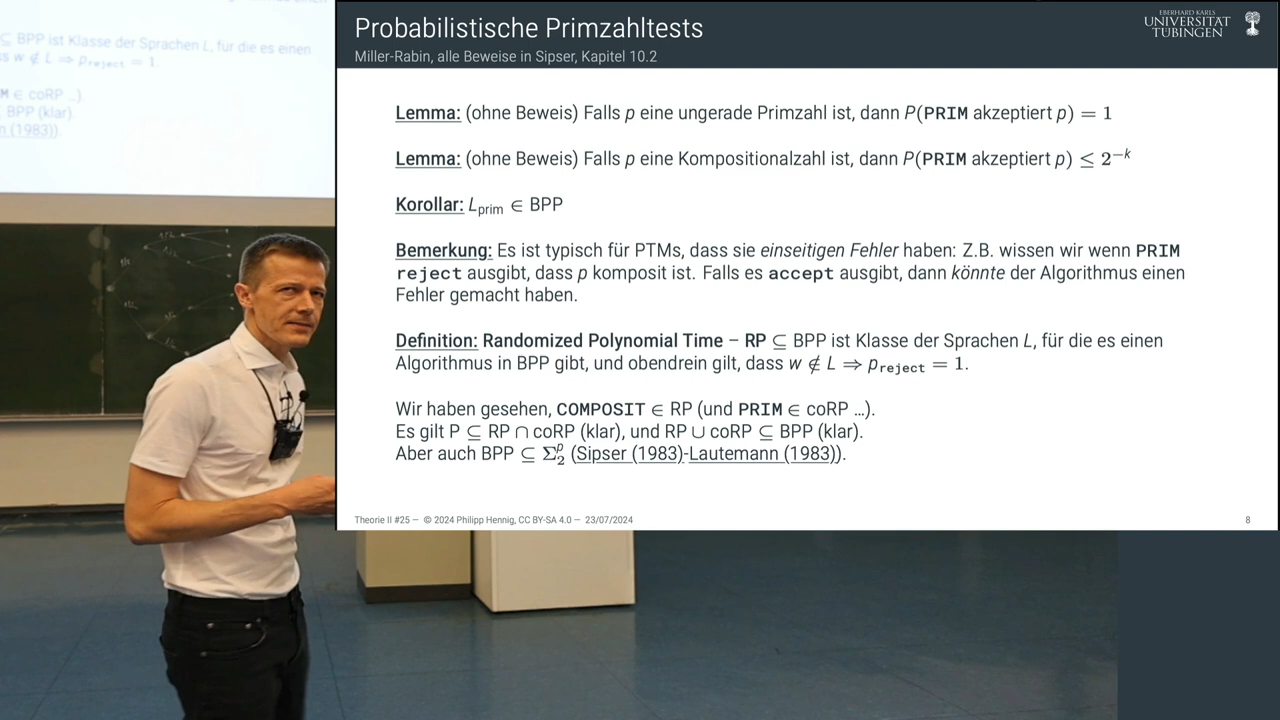 ⊆ BPP ist Klasse der Sprachen L, für die es einen
w ∉ L ⇒ p_reject = 1.
M ∈ coRP ...)
BPP (klar)
(1983))
Probabilistische Primzahltests
Miller-Rabin, alle Beweise in Sipser, Kapitel 10.2
EBERHARD KARLS
UNIVERSITÄT
TÜBINGEN
Lemma: (ohne Beweis) Falls p eine ungerade Primzahl ist, dann P(PRIM akzeptiert p) = 1
Lemma: (ohne Beweis) Falls p eine Kompositionalzahl ist, dann P(PRIM akzeptiert p) ≤ 2^{−k}
Korollar: L_prim ∈ BPP
Bemerkung: Es ist typisch für PTMs, dass sie einseitigen Fehler haben: Z.B. wissen wir wenn PRIM
reject ausgibt, dass p komposit ist. Falls es accept ausgibt, dann könnte der Algorithmus einen
Fehler gemacht haben.
Definition: Randomized Polynomial Time – RP ⊆ BPP ist Klasse der Sprachen L, für die es einen
Algorithmus in BPP gibt, und obendrein gilt, dass w ∉ L ⇒ p_reject = 1.
Wir haben gesehen, COMPOSIT ∈ RP (und PRIM ∈ coRP ...).
Es gilt P ⊆ RP ∩ coRP (klar), und RP ∪ coRP ⊆ BPP (klar).
Aber auch BPP ⊆ Σ₂ᵖ (Sipser (1983)-Lautemann (1983)).
Theorie II #25 — © 2024 Philipp Hennig, CC BY-SA 4.0 — 23/07/2024
8